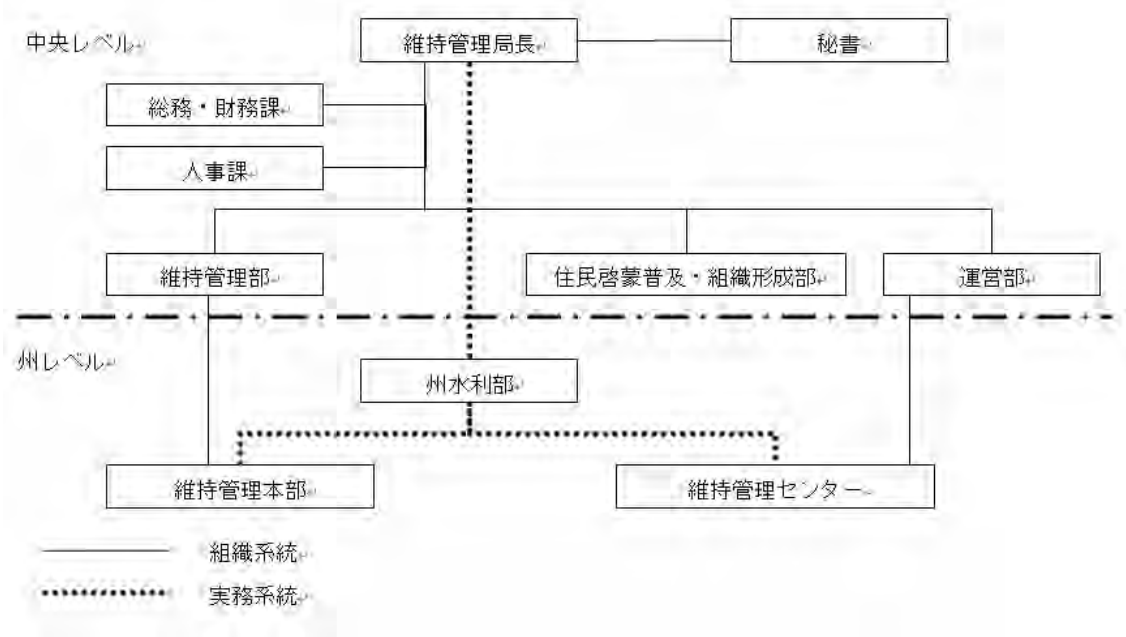 中央レベル
維持管理局長
秘書
総務・財務課
人事課
維持管理部
住民啓蒙普及・組織形成部
運営部
州レベル
州水利部
維持管理本部
維持管理センター
組織系統
実務系統